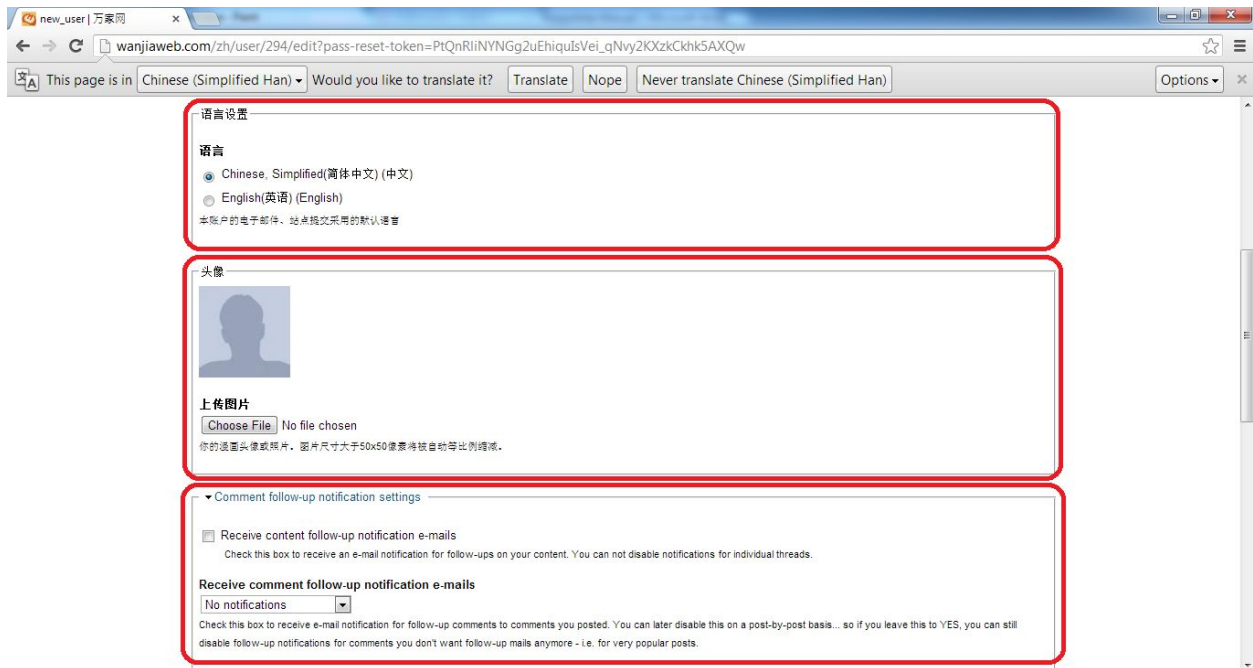 new_user | 万家网
wanjiaweb.com/zh/user/294/edit?pass-reset-token=PtQnRIiNYNGg2uEhiquIsVei_qNvy2KXzkCkhk5AXQw
This page is in Chinese (Simplified Han) Would you like to translate it? Translate Nope Never translate Chinese (Simplified Han) Options
语言设置
语言
Chinese, Simplified(简体中文) (中文)
English(英语) (English)
本账户的电子邮件、站点提交采用的默认语言
头像
上传图片
Choose File No file chosen
你的漫画头像或照片。图片尺寸大于50x50像素将被自动等比例缩减。
Comment follow-up notification settings
Receive content follow-up notification e-mails
Check this box to receive an e-mail notification for follow-ups on your content. You can not disable notifications for individual threads.
Receive comment follow-up notification e-mails
No notifications
Check this box to receive e-mail notification for follow-up comments to comments you posted. You can later disable this on a post-by-post basis... so if you leave this to YES, you can still
disable follow-up notifications for comments you don't want follow-up mails anymore - i.e. for very popular posts.